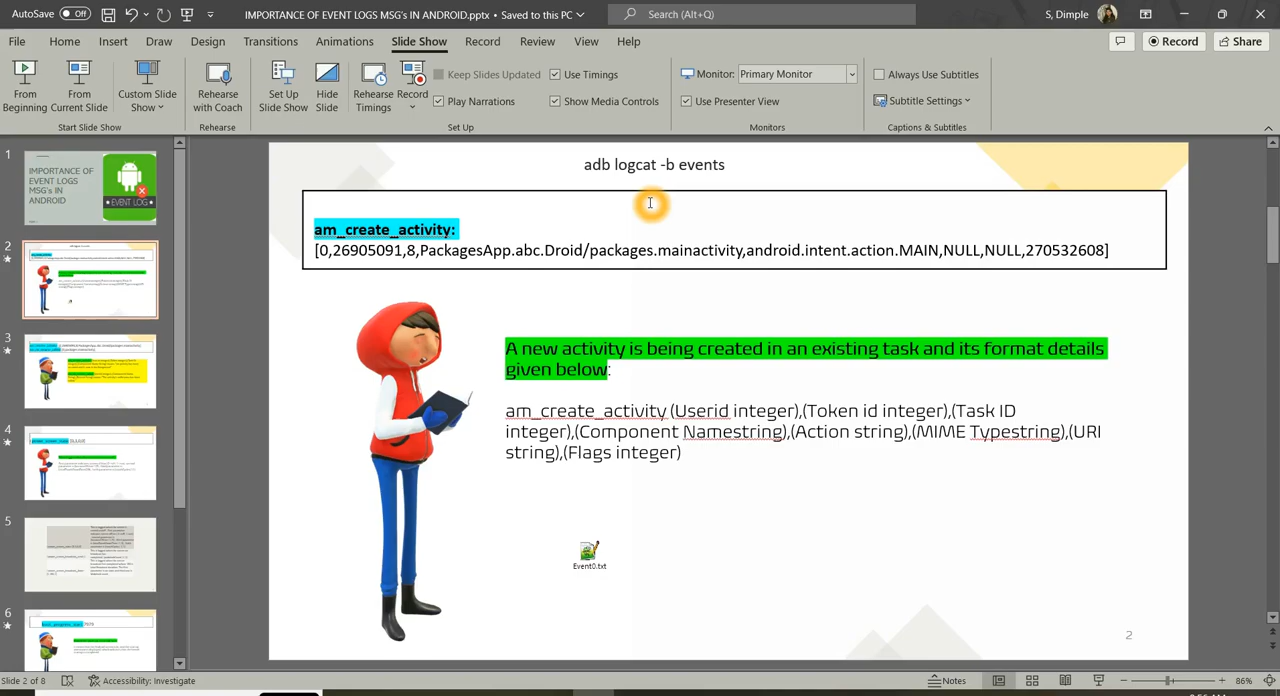 AutoSave Off IMPORTANCE OF EVENT LOGS MSG's IN ANDROID.pptx • Saved to this PC Search (Alt+Q) S, Dimple
File Home Insert Draw Design Transitions Animations Slide Show Record Review View Help Record Share
From Beginning
From Current Slide
Custom Slide Show
Start Slide Show
Rehearse with Coach
Rehearse
Set Up Slide Show
Hide Slide
Rehearse Timings
Record
Keep Slides Updated
Play Narrations
Use Timings
Show Media Controls
Set Up
Monitor: Primary Monitor
Use Presenter View
Monitors
Always Use Subtitles
Subtitle Settings
Captions & Subtitles
1
IMPORTANCE OF
EVENT LOGS
MSG's IN
ANDROID
EVENT LOG
2
3
4
5
6
adb logcat -b events
am_create_activity:
[0,26905091,8,PackagesApp.abc.Droid/packages.mainactivity,android.intent.action.MAIN,NULL,NULL,270532608]
A new activity is being created in an existing task and its format details
given below:
am_create_activity (Userid integer),(Token id integer),(Task ID
integer),(Component Namestring),(Action string),(MIME Typestring),(URI
string),(Flags integer)
Event0.txt
2
Slide 2 of 8 Accessibility: Investigate Notes 86%